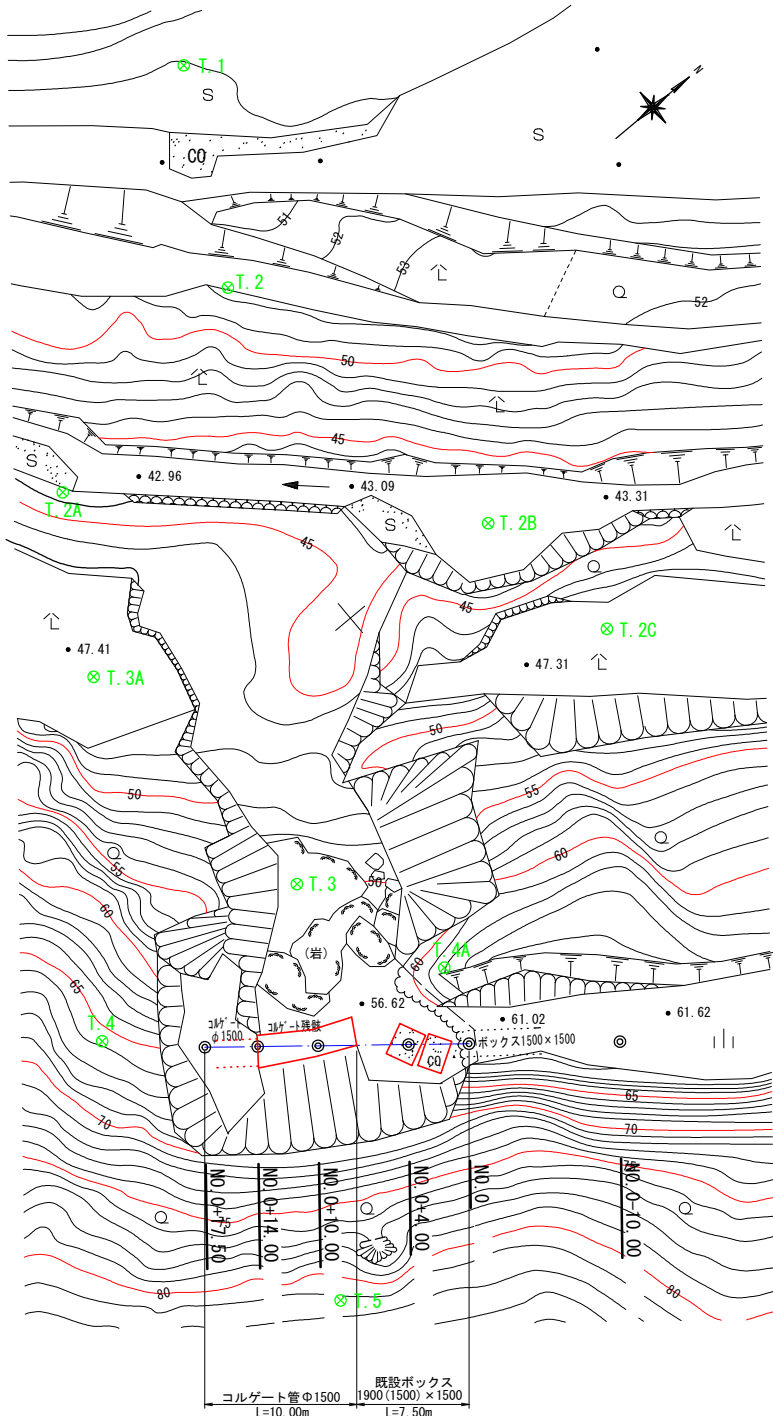 T.1
S
N
S
CO
51
52
53
T.2
52
50
45
S
42.96
43.09
43.31
T.2A
S
T.2B
45
45
T.2C
47.41
47.31
T.3A
50
50
55
55
60
60
T.3
50
(岩)
60
T.4A
65
56.62
61.02
61.62
T.4
コルゲート
φ1500
コルゲート残骸
CO
ボックス1500×1500
65
70
70
75
75
NO.0+17.50
NO.0+14.00
NO.0+10.00
NO.0+4.00
NO.0
NO.0-10.00
80
80
T.5
コルゲート管Φ1500
L=10.00m
既設ボックス
1900(1500)×1500
L=7.50m